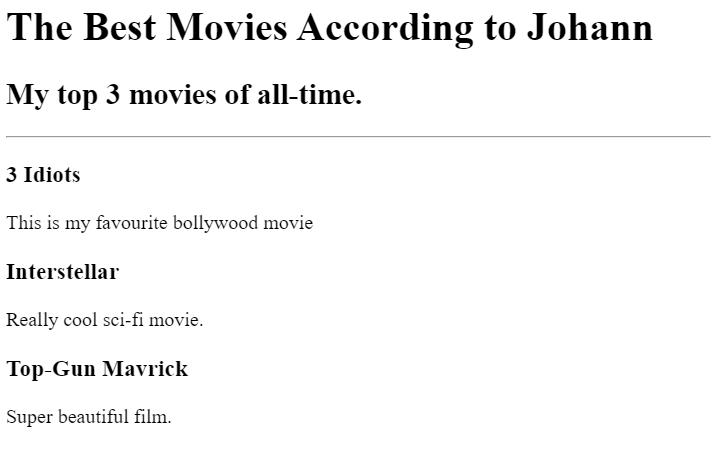 The Best Movies According to Johann
My top 3 movies of all-time.
3 Idiots
This is my favourite bollywood movie
Interstellar
Really cool sci-fi movie.
Top-Gun Mavrick
Super beautiful film.